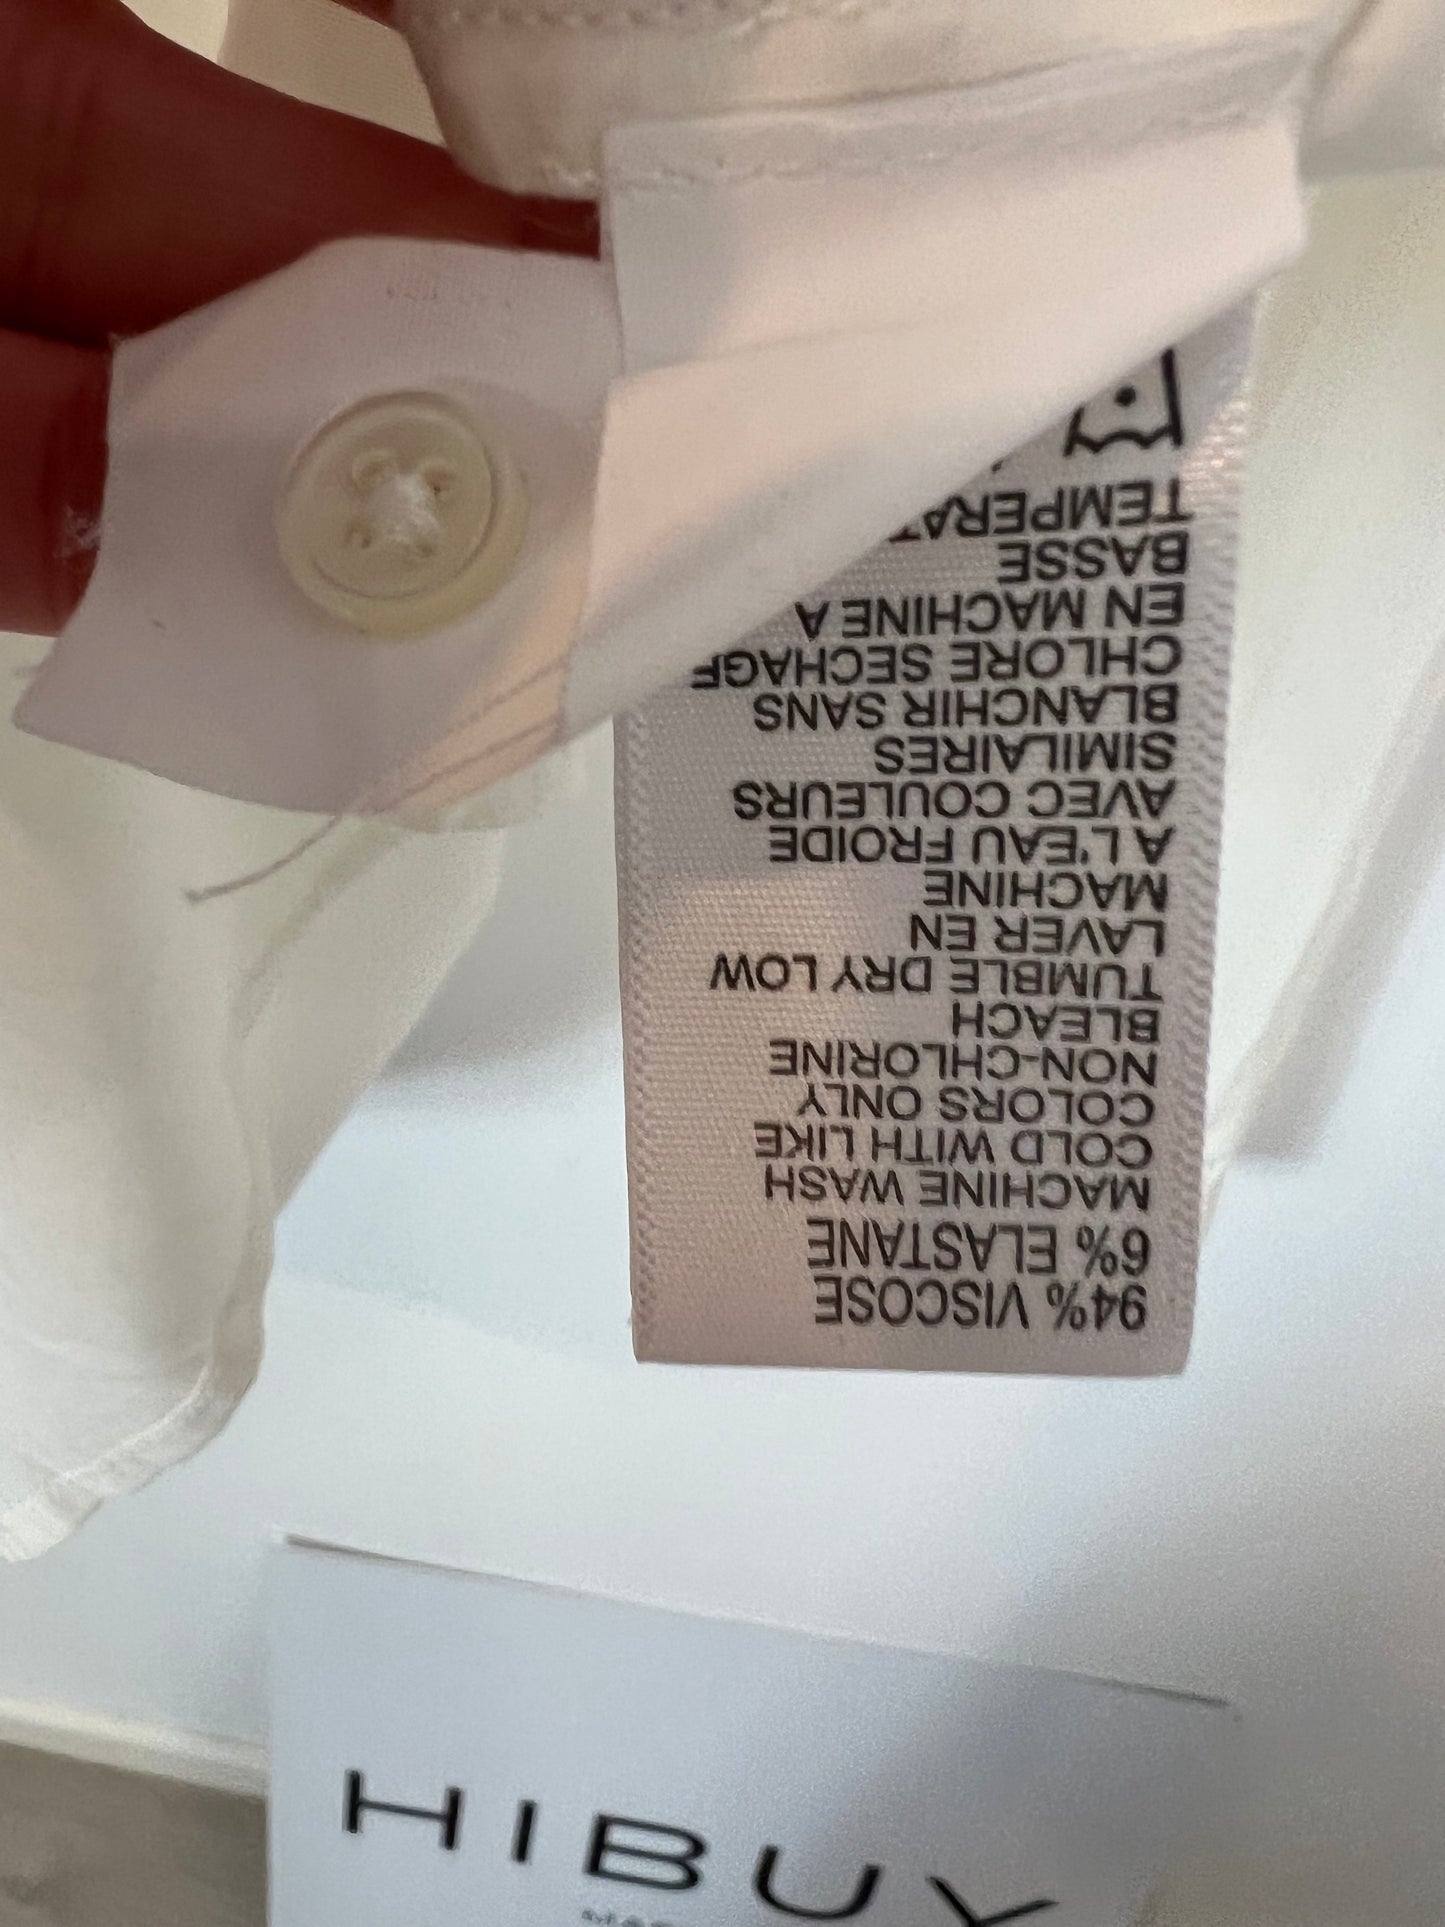 94% VISCOSE
6% ELASTANE
MACHINE WASH
COLD WITH LIKE
COLORS ONLY
NON-CHLORINE
BLEACH
TUMBLE DRY LOW
LAVER EN
MACHINE
A L'EAU FROIDE
AVEC COULEURS
SIMILAIRES
BLANCHIR SANS
CHLORE SECHAGE
EN MACHINE A
BASSE
TEMPERAT
HIBUY